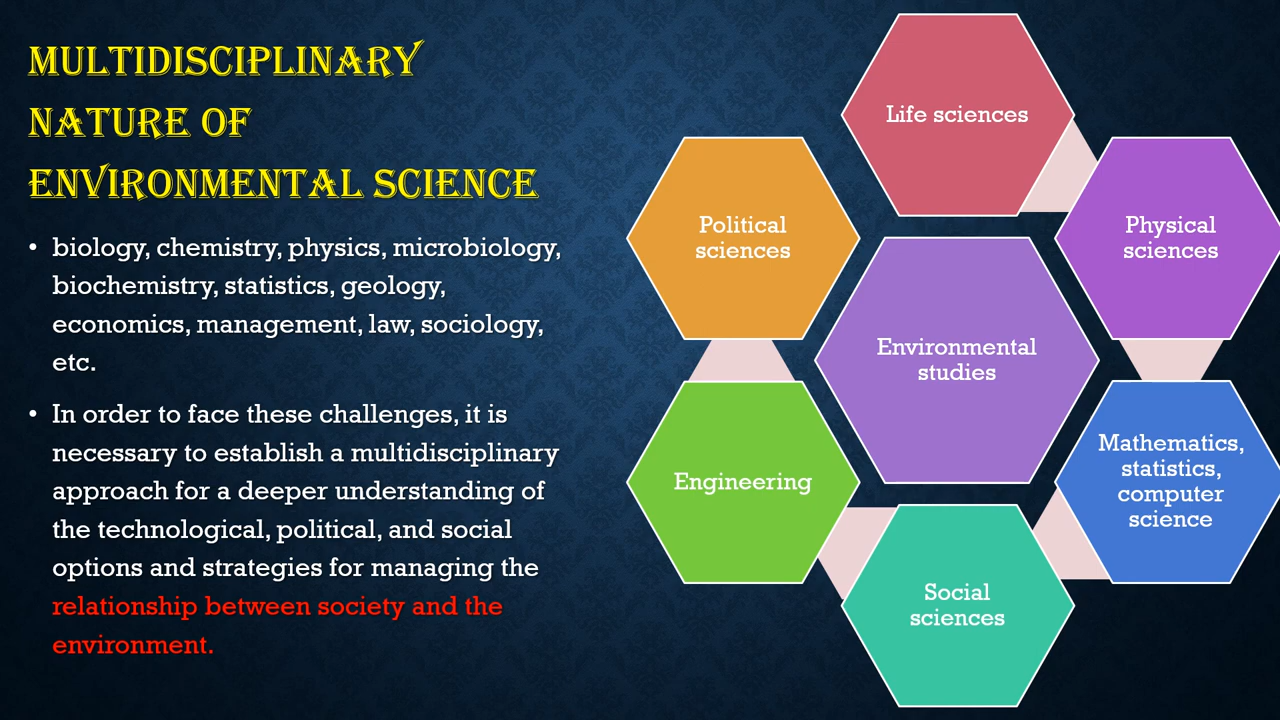 MULTIDISCIPLINARY
NATURE OF
ENVIRONMENTAL SCIENCE
• biology, chemistry, physics, microbiology,
biochemistry, statistics, geology,
economics, management, law, sociology,
etc.
• In order to face these challenges, it is
necessary to establish a multidisciplinary
approach for a deeper understanding of
the technological, political, and social
options and strategies for managing the
relationship between society and the
environment.
Life sciences
Physical
sciences
Mathematics,
statistics,
computer
science
Social
sciences
Engineering
Political
sciences
Environmental
studies